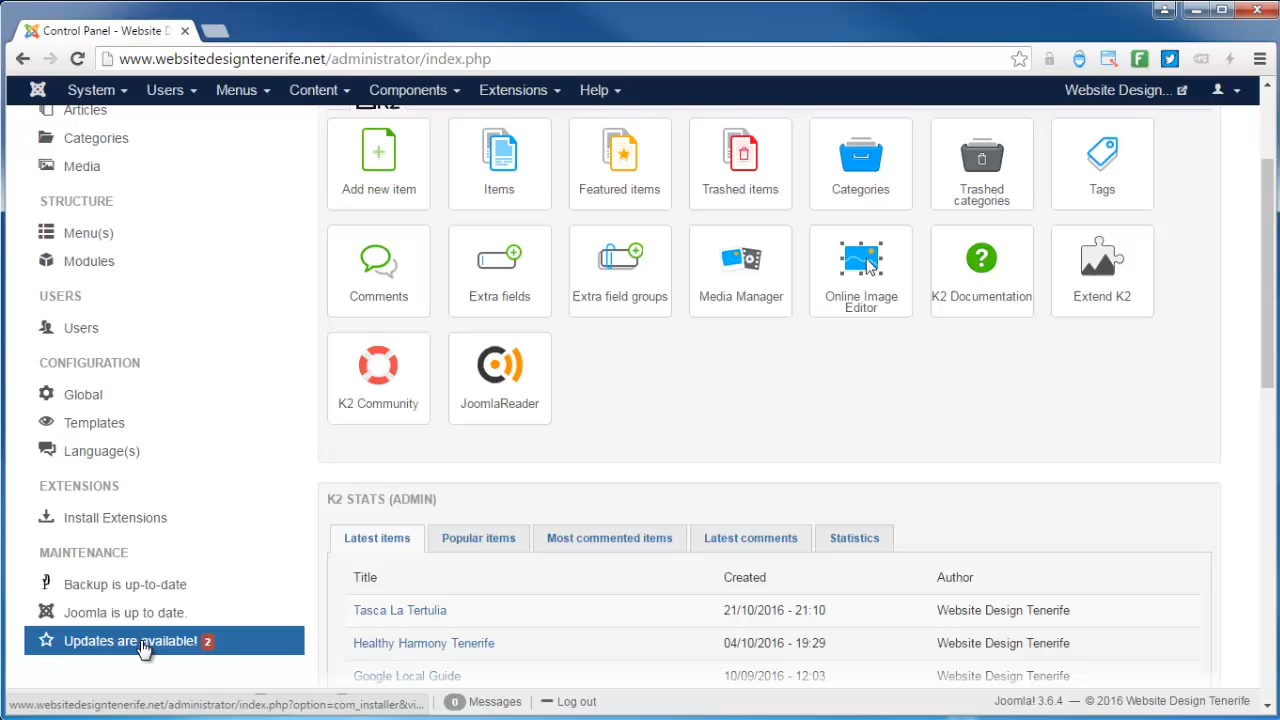 Control Panel - Website D
www.websitedesigntenerife.net/administrator/index.php
System Users Menus Content Components Extensions Help Website Design...
Articles
Categories
Media
STRUCTURE
Menu(s)
Modules
USERS
Users
CONFIGURATION
Global
Templates
Language(s)
EXTENSIONS
Install Extensions
MAINTENANCE
Backup is up-to-date
Joomla is up to date.
Updates are available! 2
K2
Add new item
Items
Featured items
Trashed items
Categories
Trashed
categories
Tags
Comments
Extra fields
Extra field groups
Media Manager
Online Image
Editor
K2 Documentation
Extend K2
K2 Community
JoomlaReader
K2 STATS (ADMIN)
Latest items Popular items Most commented items Latest comments Statistics
Title Created Author
Tasca La Tertulia 21/10/2016 - 21:10 Website Design Tenerife
Healthy Harmony Tenerife 04/10/2016 - 19:29 Website Design Tenerife
Google Local Guide 10/09/2016 - 12:03 Website Design Tenerife
www.websitedesigntenerife.net/administrator/index.php?option=com_installer&vi...
0 Messages Log out
Joomla! 3.6.4 — © 2016 Website Design Tenerife